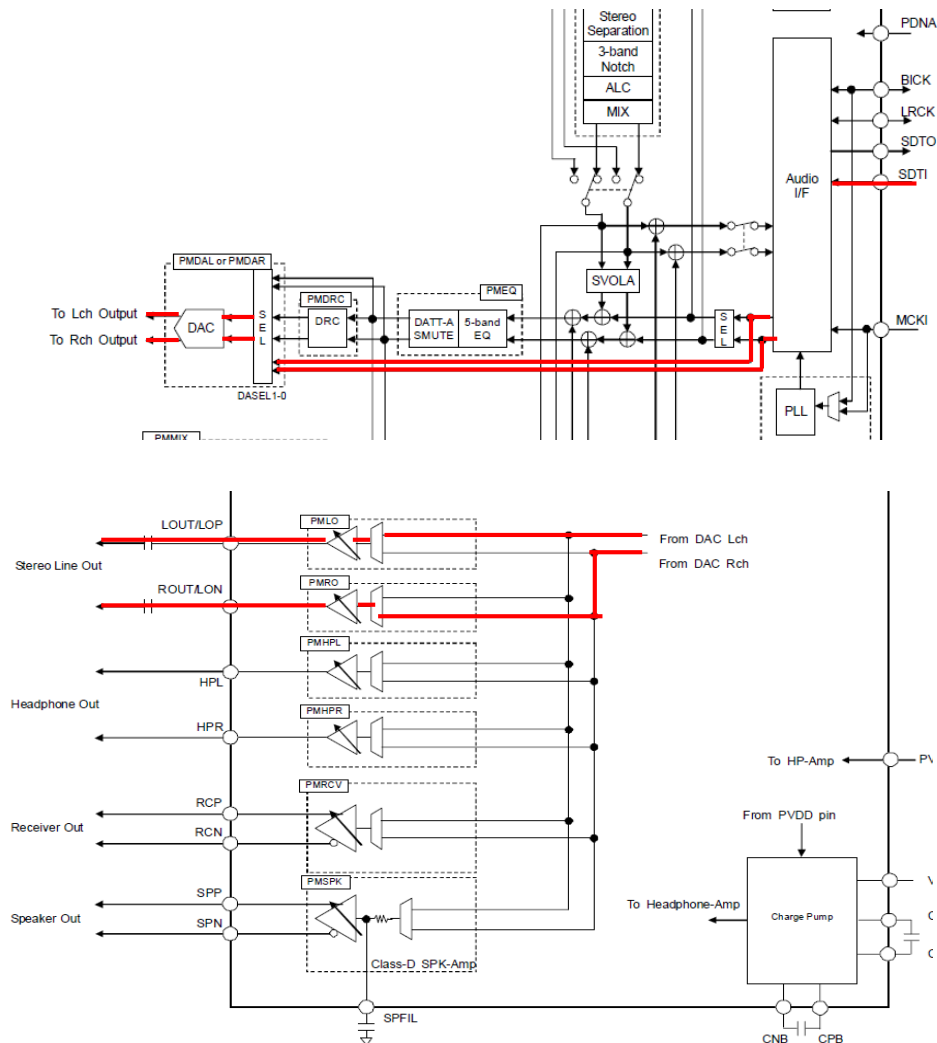 Stereo
Separation
3-band
Notch
ALC
MIX
PDNA
BICK
LRCK
SDTO
SDTI
Audio
I/F
SVOLA
PMDAL or PMDAR
PMDRC
PMEQ
To Lch Output
To Rch Output
DAC
S
E
L
DRC
DATT-A
SMUTE
5-band
EQ
S
E
L
MCKI
DASEL1-0
PLL
PMMIX
LOUT/LOP
PMLO
From DAC Lch
From DAC Rch
Stereo Line Out
ROUT/LON
PMRO
PMHPL
HPL
Headphone Out
PMHPR
HPR
To HP-Amp
PV
PMRCV
RCP
Receiver Out
RCN
From PVDD pin
PMSPK
SPP
Speaker Out
SPN
To Headphone-Amp
Charge Pump
Class-D SPK-Amp
SPFIL
CNB
CPB